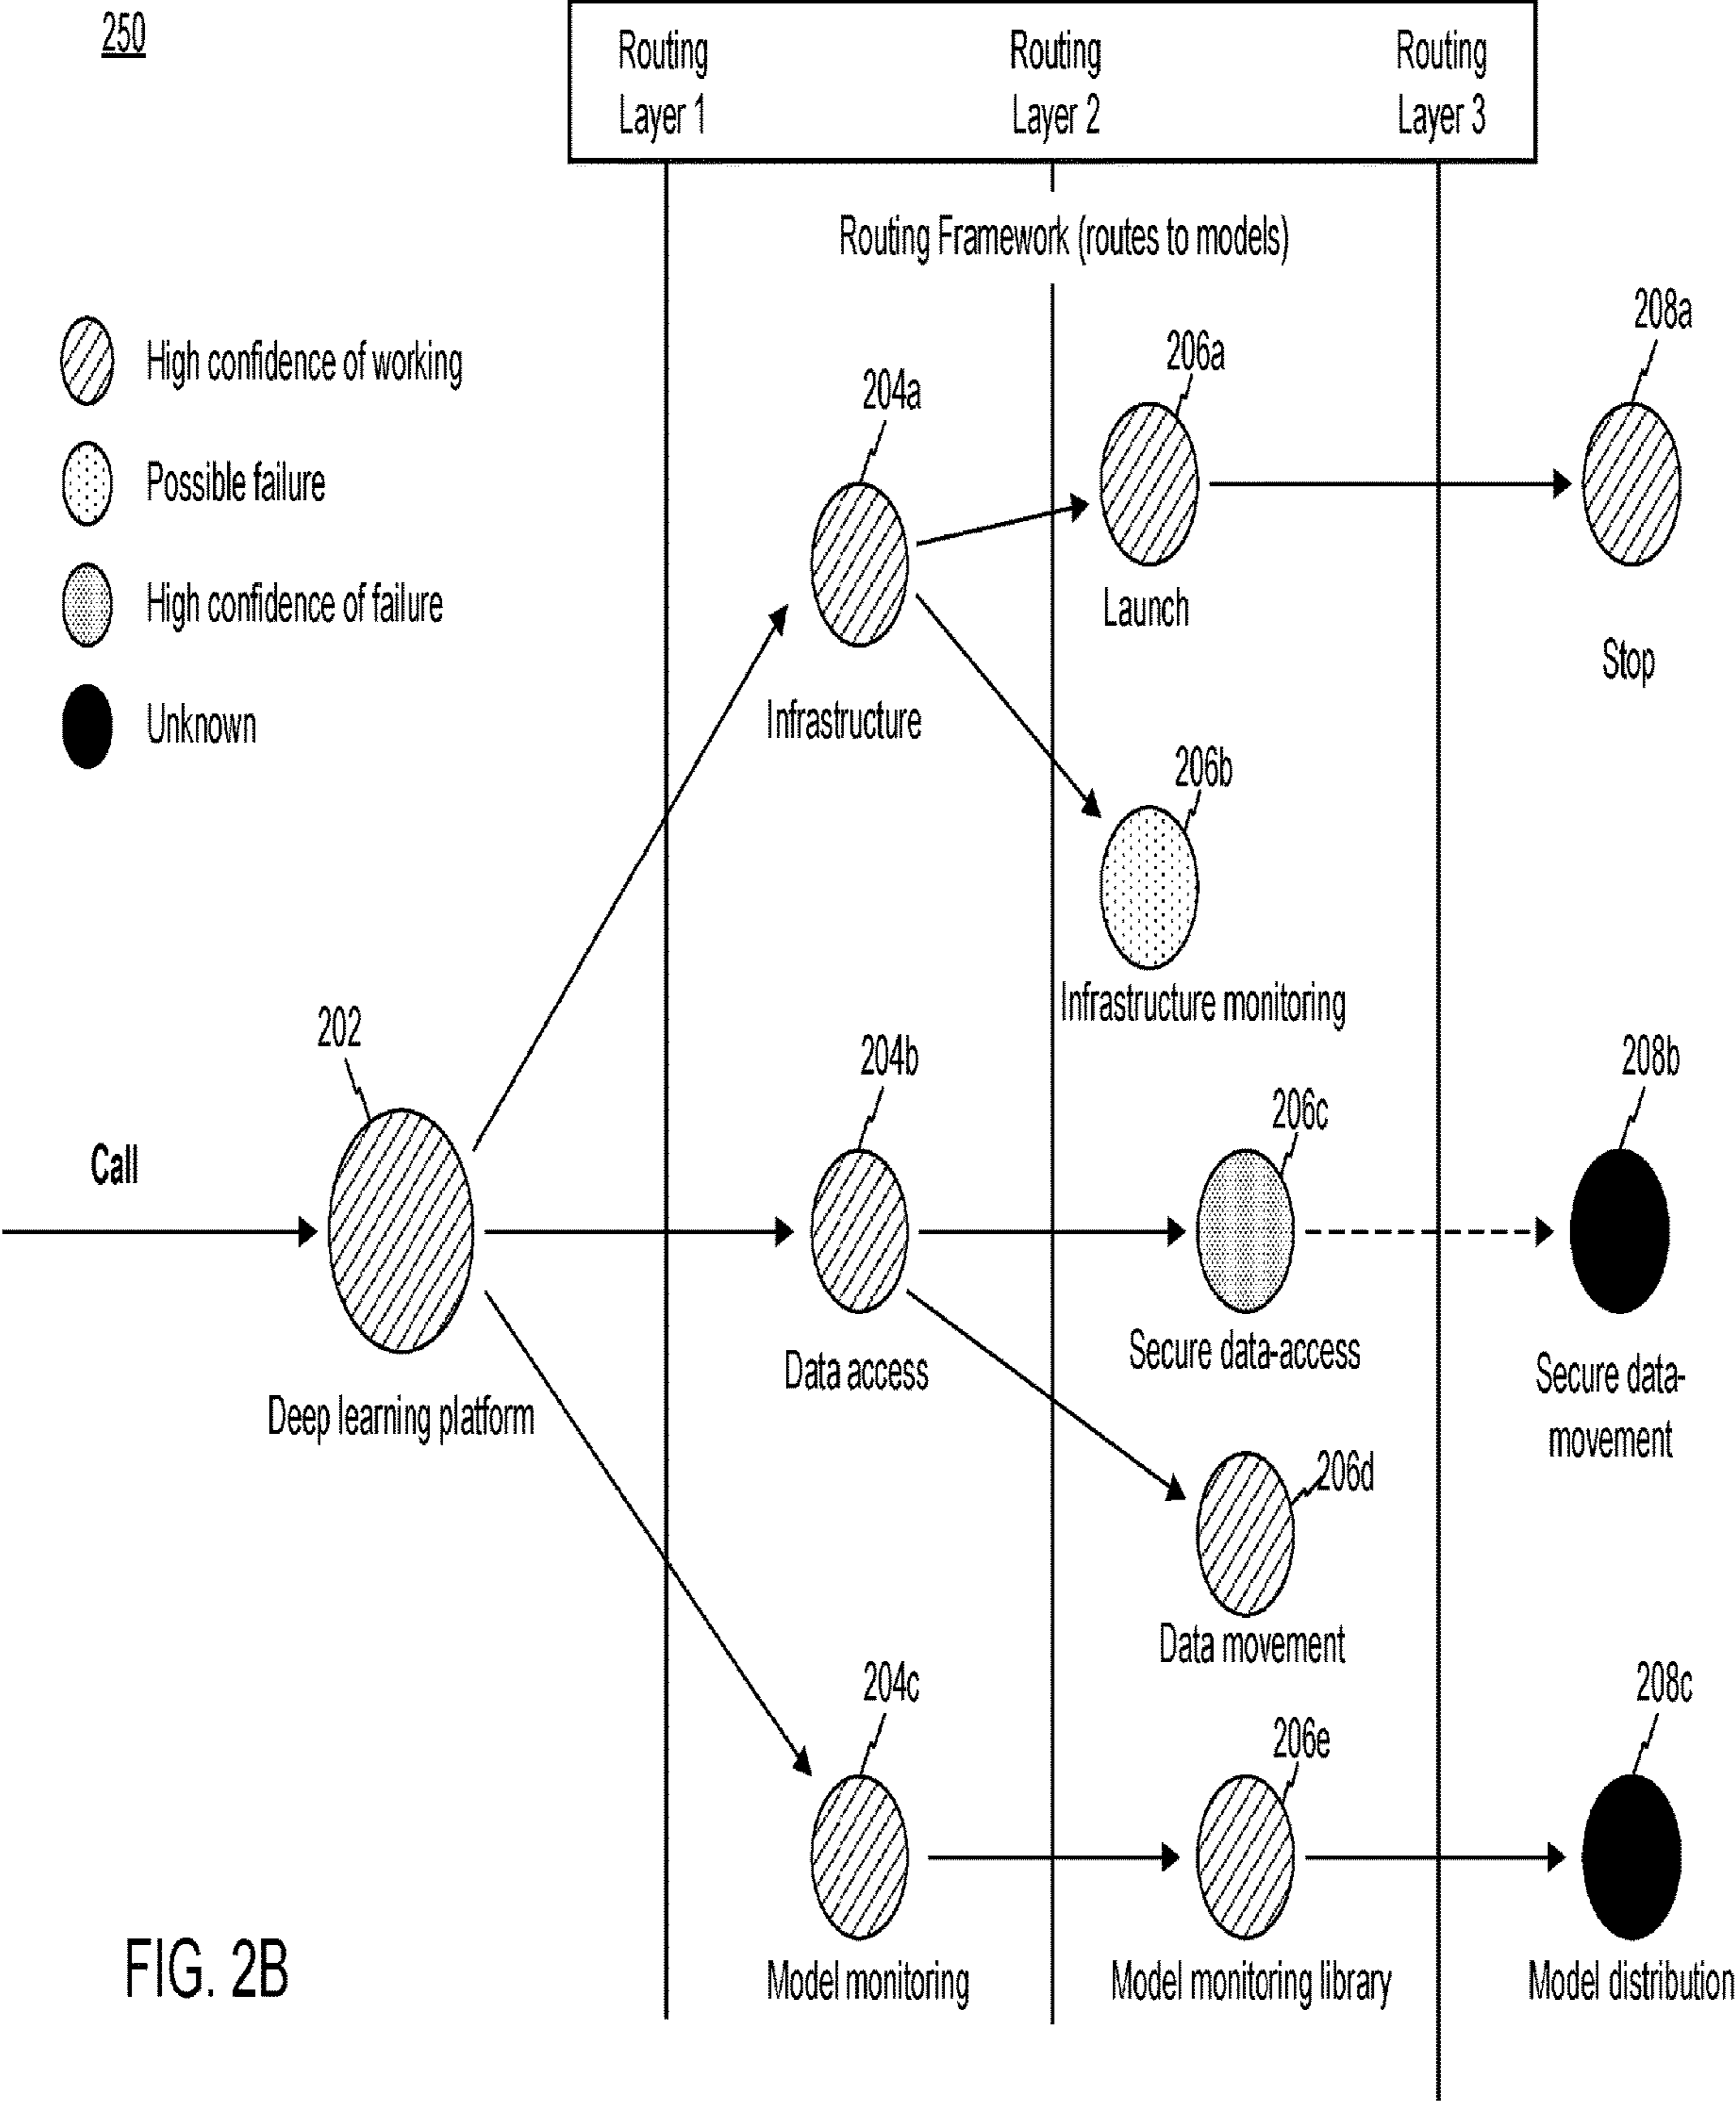 250
Routing
Layer 1
Routing
Layer 2
Routing
Layer 3
Routing Framework (routes to models)
High confidence of working
Possible failure
High confidence of failure
Unknown
204a
Infrastructure
206a
Launch
208a
Stop
206b
Infrastructure monitoring
Call
202
Deep learning platform
204b
Data access
206c
Secure data-access
208b
Secure data-
movement
206d
Data movement
204c
Model monitoring
206e
Model monitoring library
208c
Model distribution
FIG. 2B